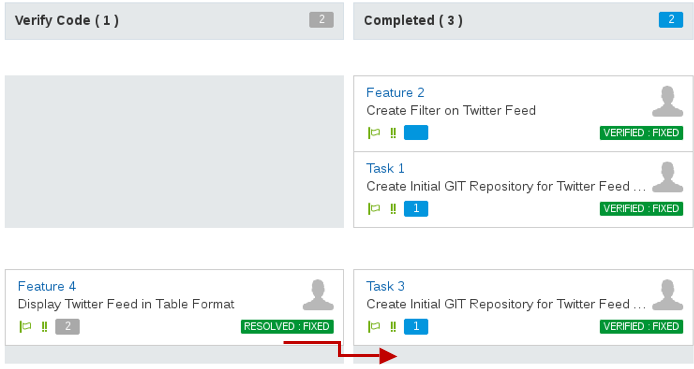 Verify Code ( 1 )
2
Completed ( 3 )
2
Feature 2
Create Filter on Twitter Feed
!!
VERIFIED : FIXED
Task 1
Create Initial GIT Repository for Twitter Feed ...
!!
1
VERIFIED : FIXED
Feature 4
Display Twitter Feed in Table Format
!!
2
RESOLVED : FIXED
Task 3
Create Initial GIT Repository for Twitter Feed ...
!!
1
VERIFIED : FIXED